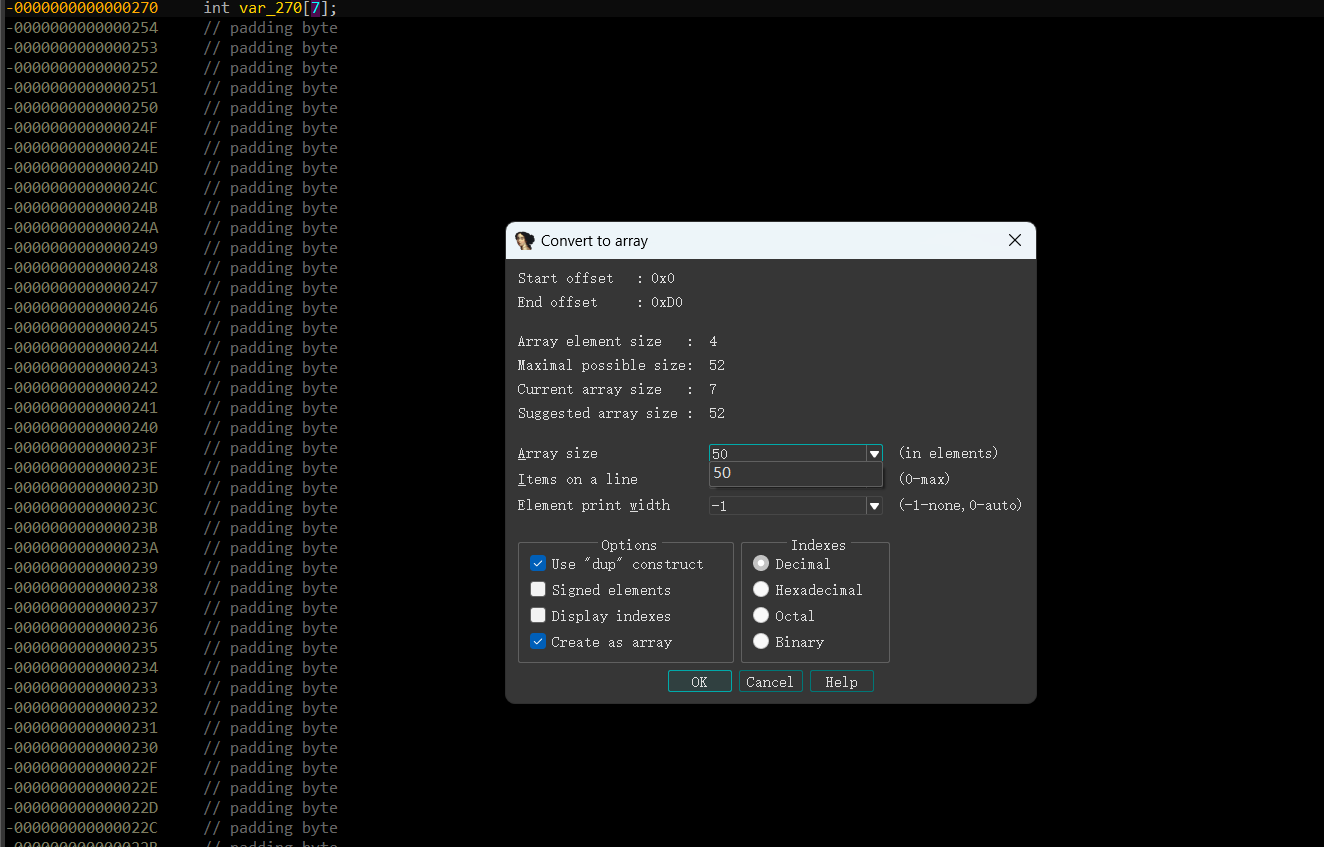 -0000000000000270 int var_270[7];
-0000000000000254 // padding byte
-0000000000000253 // padding byte
-0000000000000252 // padding byte
-0000000000000251 // padding byte
-0000000000000250 // padding byte
-000000000000024F // padding byte
-000000000000024E // padding byte
-000000000000024D // padding byte
-000000000000024C // padding byte
-000000000000024B // padding byte
-000000000000024A // padding byte
-0000000000000249 // padding byte
-0000000000000248 // padding byte
-0000000000000247 // padding byte
-0000000000000246 // padding byte
-0000000000000245 // padding byte
-0000000000000244 // padding byte
-0000000000000243 // padding byte
-0000000000000242 // padding byte
-0000000000000241 // padding byte
-0000000000000240 // padding byte
-000000000000023F // padding byte
-000000000000023E // padding byte
-000000000000023D // padding byte
-000000000000023C // padding byte
-000000000000023B // padding byte
-000000000000023A // padding byte
-0000000000000239 // padding byte
-0000000000000238 // padding byte
-0000000000000237 // padding byte
-0000000000000236 // padding byte
-0000000000000235 // padding byte
-0000000000000234 // padding byte
-0000000000000233 // padding byte
-0000000000000232 // padding byte
-0000000000000231 // padding byte
-0000000000000230 // padding byte
-000000000000022F // padding byte
-000000000000022E // padding byte
-000000000000022D // padding byte
-000000000000022C // padding byte
-000000000000022B // padding byte
Convert to array
Start offset : 0x0
End offset : 0xD0
Array element size : 4
Maximal possible size: 52
Current array size : 7
Suggested array size : 52
Array size 50 (in elements)
50
Items on a line (0-max)
Element print width -1 (-1-none,0-auto)
Options
Use "dup" construct
Signed elements
Display indexes
Create as array
Indexes
Decimal
Hexadecimal
Octal
Binary
OK Cancel Help